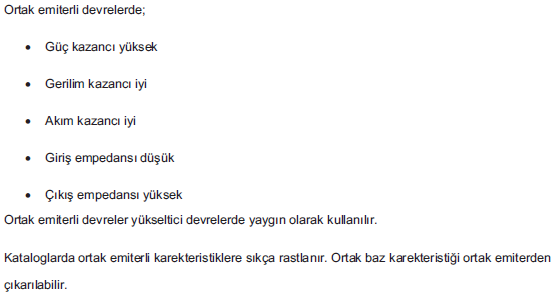 Ortak emiterli devrelerde;
• Güç kazancı yüksek
• Gerilim kazancı iyi
• Akım kazancı iyi
• Giriş empedansı düşük
• Çıkış empedansı yüksek
Ortak emiterli devreler yükseltici devrelerde yaygın olarak kullanılır.
Kataloglarda ortak emiterli karekteristiklere sıkça rastlanır. Ortak baz karekteristiği ortak emiterden
çıkarılabilir.